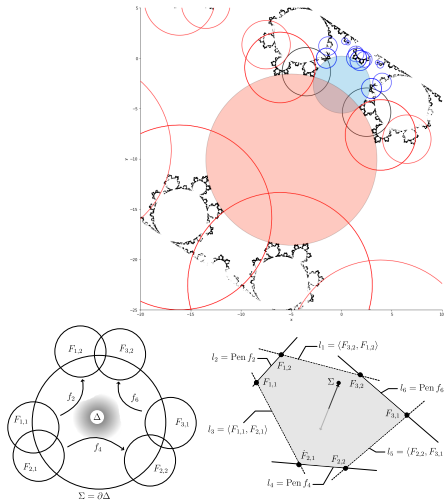 5
0
−5
−10
−15
−20
−20 −15 −10 −5 0 5 10
x
F₁,₂ F₃,₂
f₂ f₆
Δ
F₁,₁ F₃,₁
f₄
F₂,₁ F₂,₂
Σ = ∂Δ
l₁ = ⟨F₃,₂, F₁,₂⟩
l₂ = Pen f₂
F₁,₂
F₃,₂
Σ
F₁,₁
l₆ = Pen f₆
F₃,₁
l₃ = ⟨F₁,₁, F₂,₁⟩
F₂,₁ F₂,₂
l₅ = ⟨F₂,₂, F₃,₁⟩
l₄ = Pen f₄